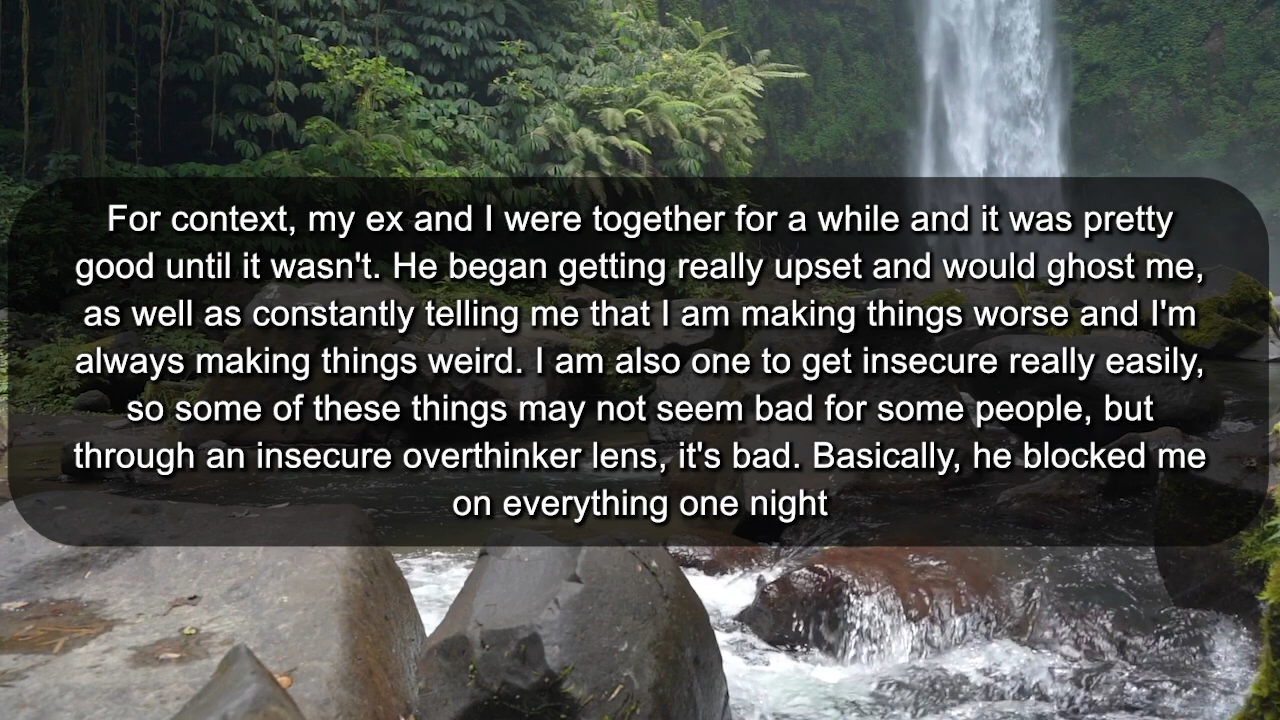 For context, my ex and I were together for a while and it was pretty
good until it wasn't. He began getting really upset and would ghost me,
as well as constantly telling me that I am making things worse and I'm
always making things weird. I am also one to get insecure really easily,
so some of these things may not seem bad for some people, but
through an insecure overthinker lens, it's bad. Basically, he blocked me
on everything one night